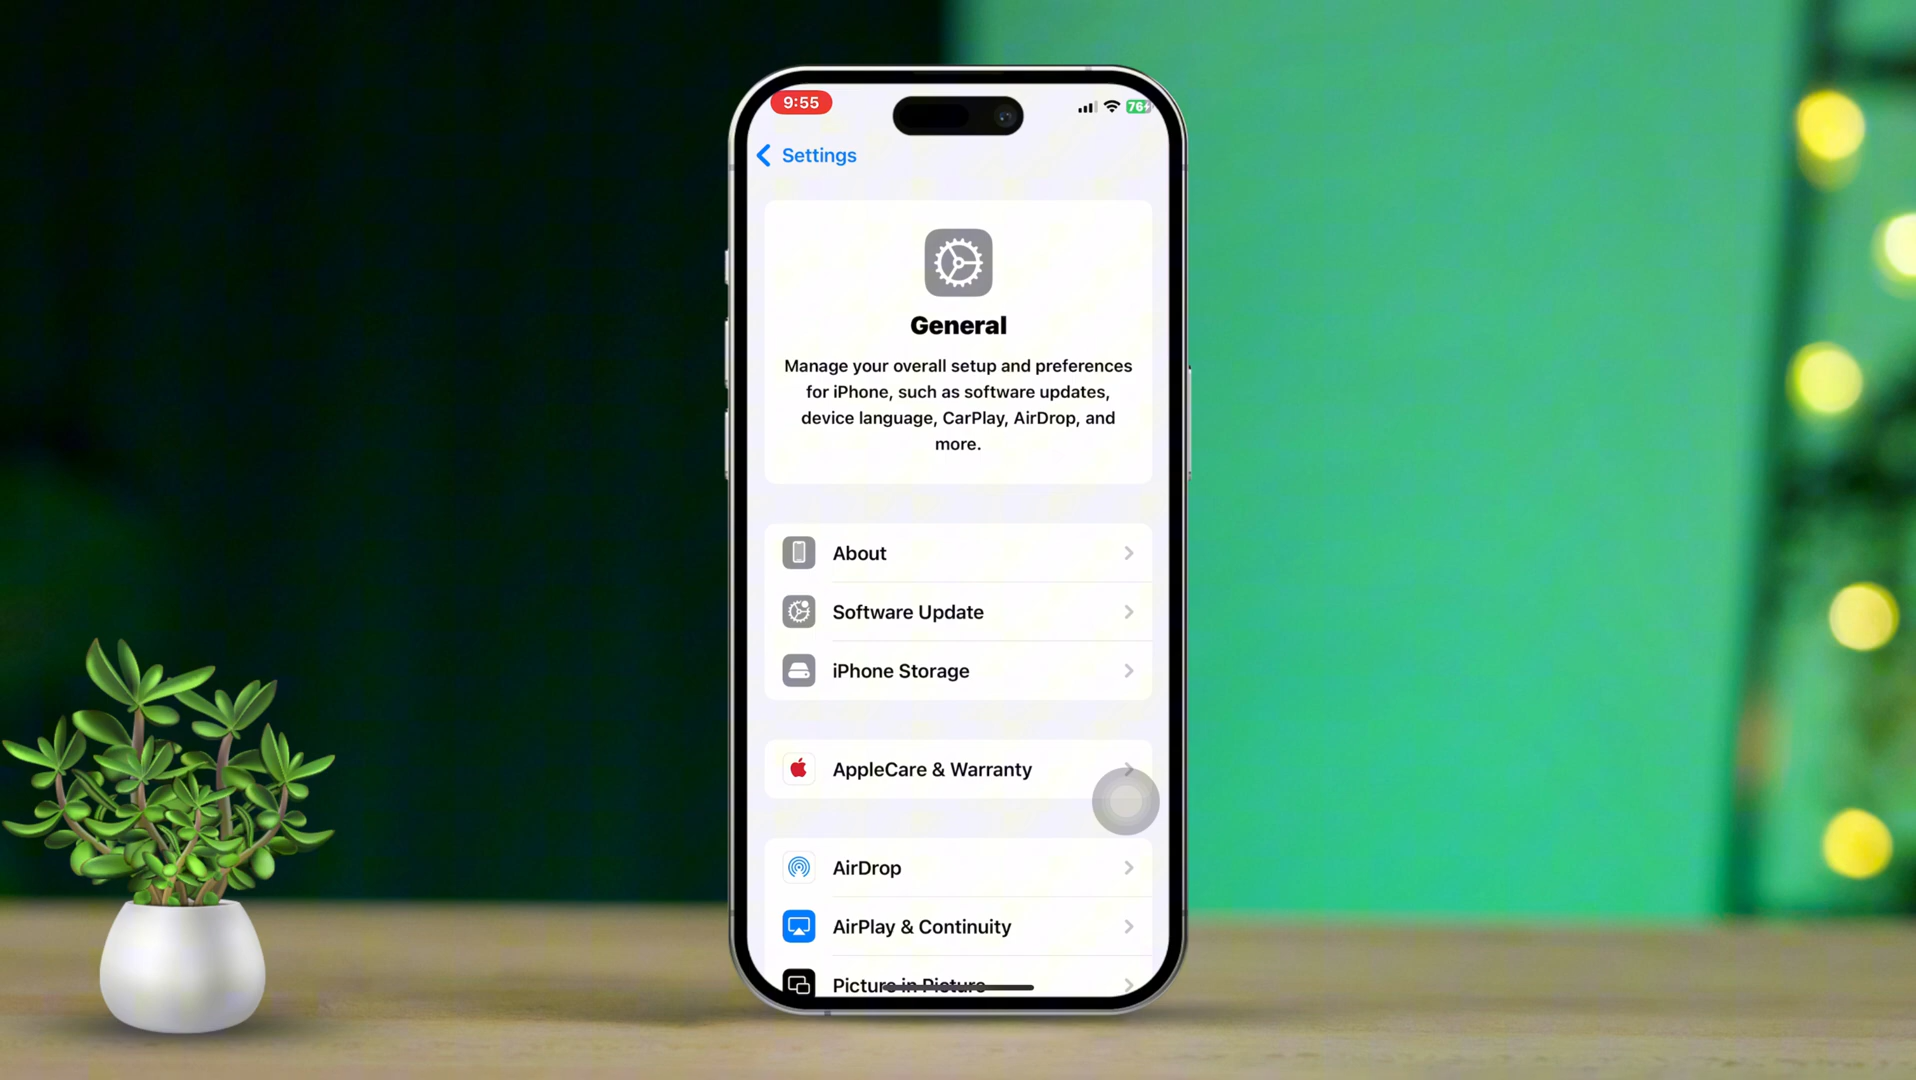 9:55
76
Settings
General
Manage your overall setup and preferences
for iPhone, such as software updates,
device language, CarPlay, AirDrop, and
more.
About
Software Update
iPhone Storage
AppleCare & Warranty
AirDrop
AirPlay & Continuity
Picture in Picture